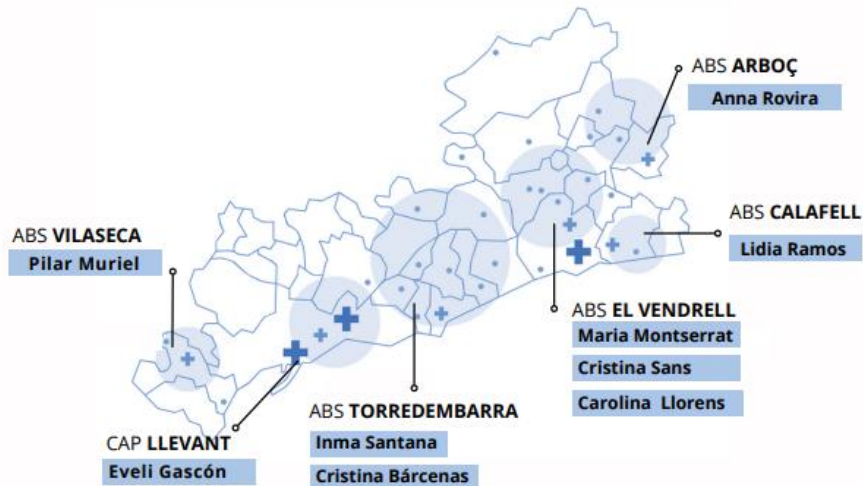 ABS ARBOÇ
Anna Rovira
ABS CALAFELL
Lidia Ramos
ABS VILASECA
Pilar Muriel
ABS EL VENDRELL
Maria Montserrat
Cristina Sans
Carolina Llorens
ABS TORREDEMBARRA
Inma Santana
Cristina Bárcenas
CAP LLEVANT
Eveli Gascón